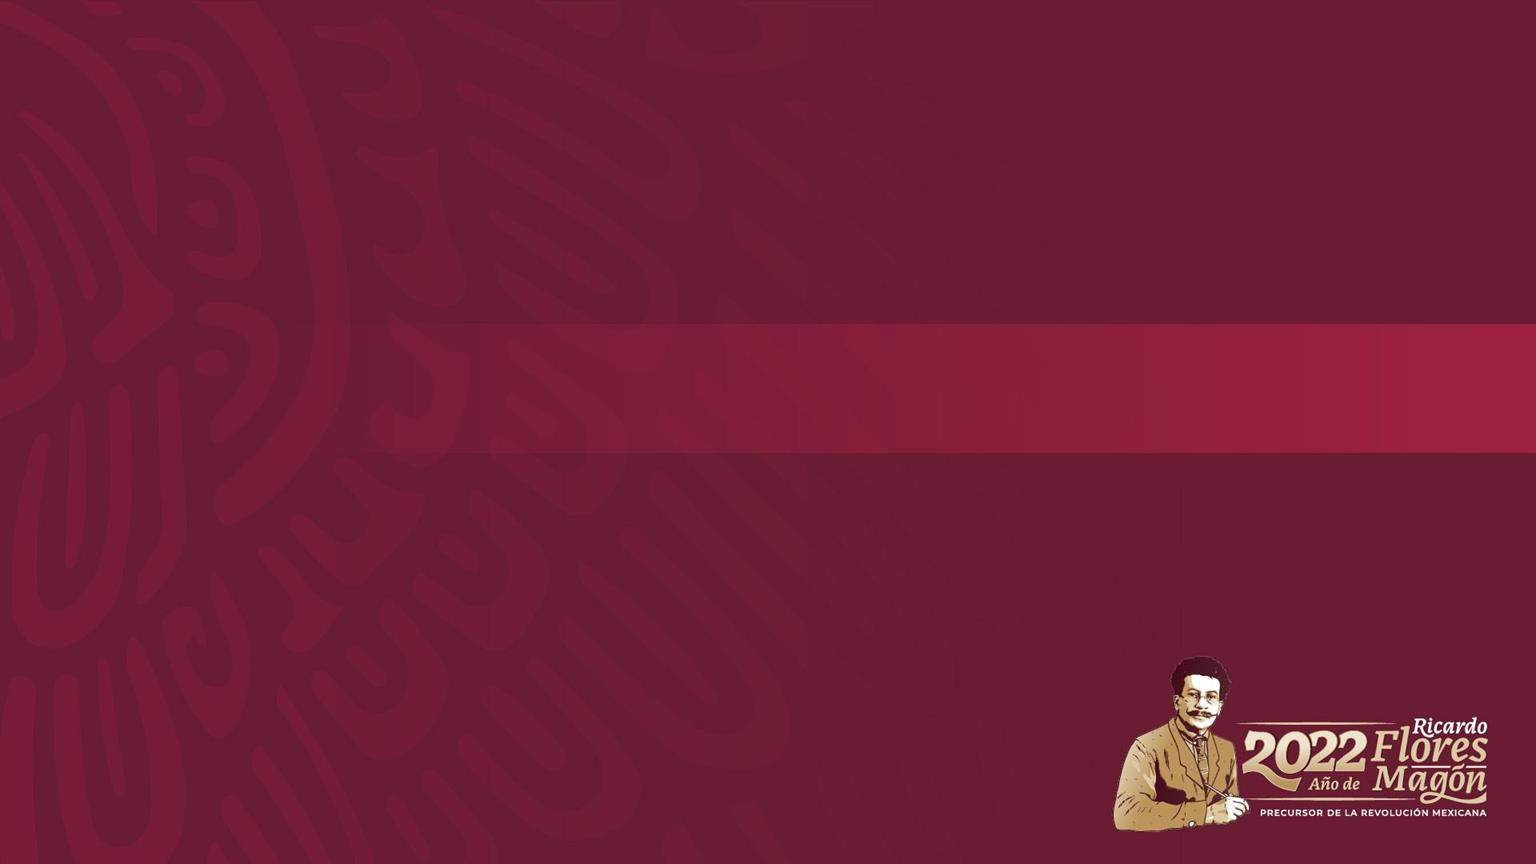 Ricardo
2022 Flores
Año de Magón
PRECURSOR DE LA REVOLUCIÓN MEXICANA